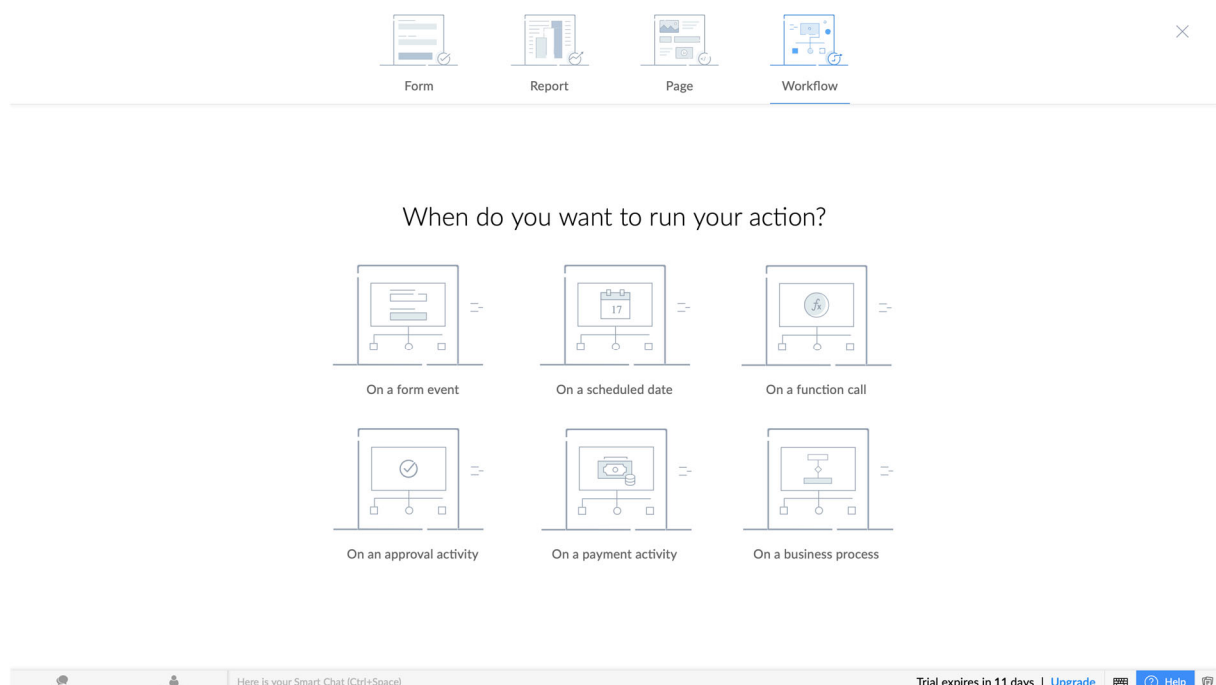 Form
Report
Page
Workflow
When do you want to run your action?
17
fx
On a form event
On a scheduled date
On a function call
On an approval activity
On a payment activity
On a business process
Here is your Smart Chat (Ctrl+Space)
Trial expires in 11 days | Upgrade
? Help